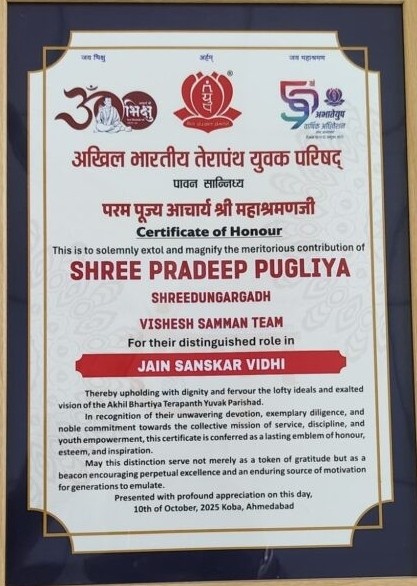 जय भिक्षु
अर्हम्
जय महाश्रमण
भिक्षु
®
59 वां
अभातेयुप
वार्षिक अधिवेशन
अखिल भारतीय तेरापंथ युवक परिषद्
पावन सान्निध्य
परम पूज्य आचार्य श्री महाश्रमणजी
Certificate of Honour
This is to solemnly extol and magnify the meritorious contribution of
SHREE PRADEEP PUGLIYA
SHREEDUNGARGADH
VISHESH SAMMAN TEAM
For their distinguished role in
JAIN SANSKAR VIDHI
Thereby upholding with dignity and fervour the lofty ideals and exalted
vision of the Akhil Bhartiya Terapanth Yuvak Parishad.
In recognition of their unwavering devotion, exemplary diligence, and
noble commitment towards the collective mission of service, discipline, and
youth empowerment, this certificate is conferred as a lasting emblem of honour,
esteem, and inspiration.
May this distinction serve not merely as a token of gratitude but as a
beacon encouraging perpetual excellence and an enduring source of motivation
for generations to emulate.
Presented with profound appreciation on this day,
10th of October, 2025 Koba, Ahmedabad